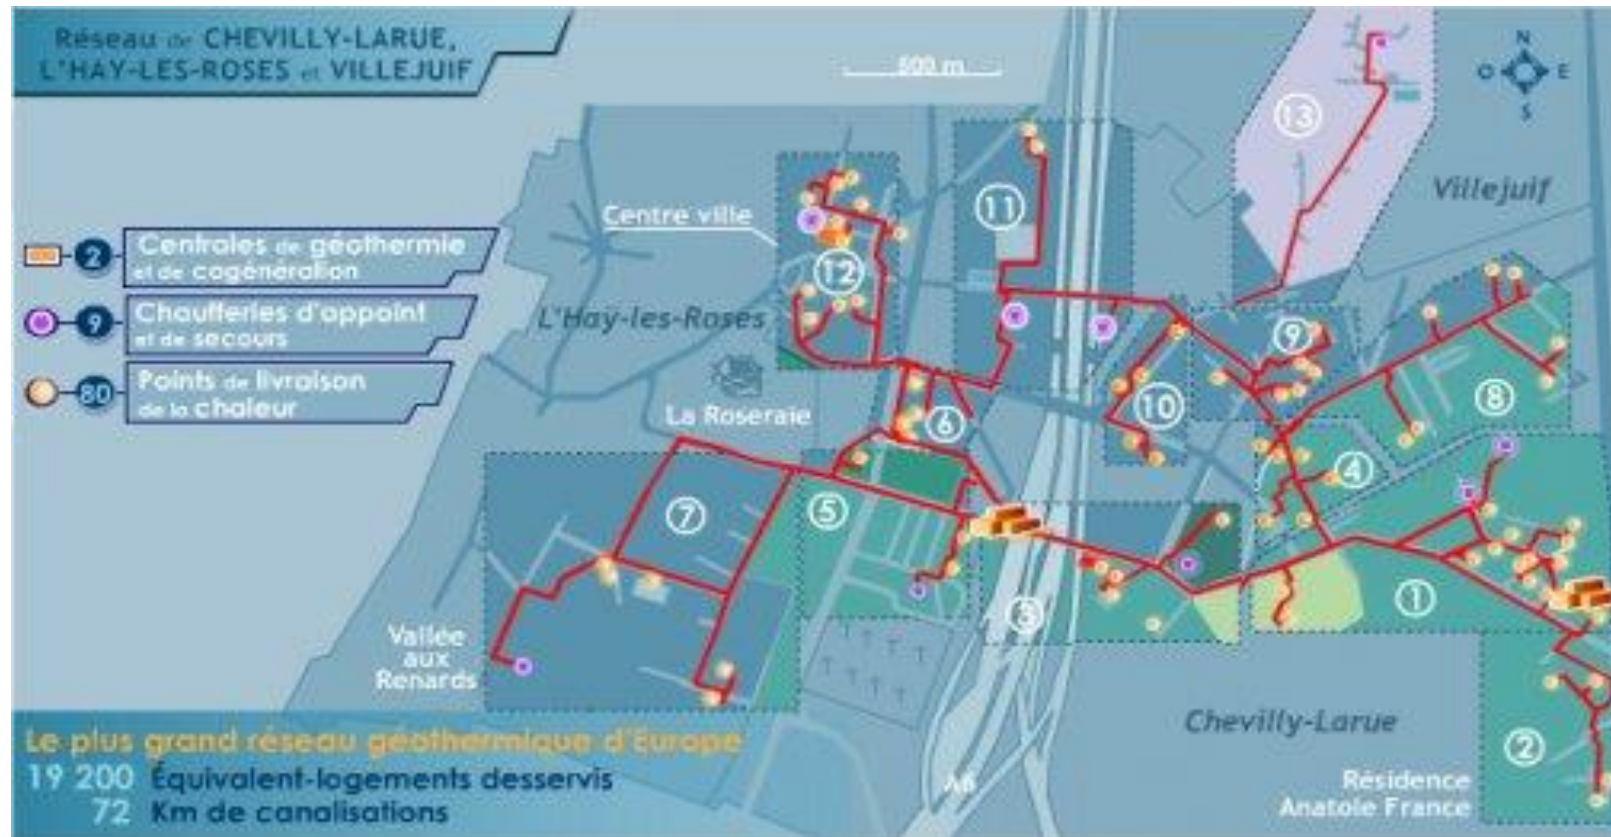 Réseau de CHEVILLY-LARUE,
L'HAY-LES-ROSES et VILLEJUIF
500 m
N
O
E
S
13
Villejuif
11
Centre ville
12
2
Centrales de géothermie
et de cogénération
9
Chaufferies d'appoint
et de secours
80
Points de livraison
de la chaleur
L'Hay-les-Roses
La Roseraie
9
10
8
6
4
7
5
3
1
Vallée
aux
Renards
Chevilly-Larue
2
Résidence
Anatole France
A6
Le plus grand réseau géothermique d'Europe
19 200 Équivalent-logements desservis
72 Km de canalisations